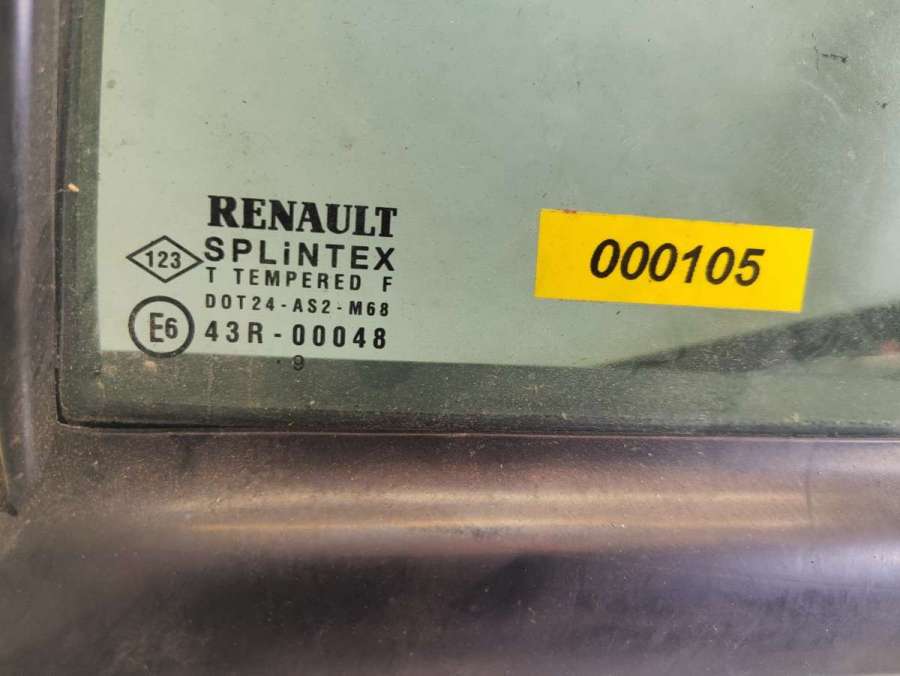 RENAULT
123
SPLiNTEX
T TEMPERED F
DOT24-AS2-M68
E6
43R-00048
.9
000105